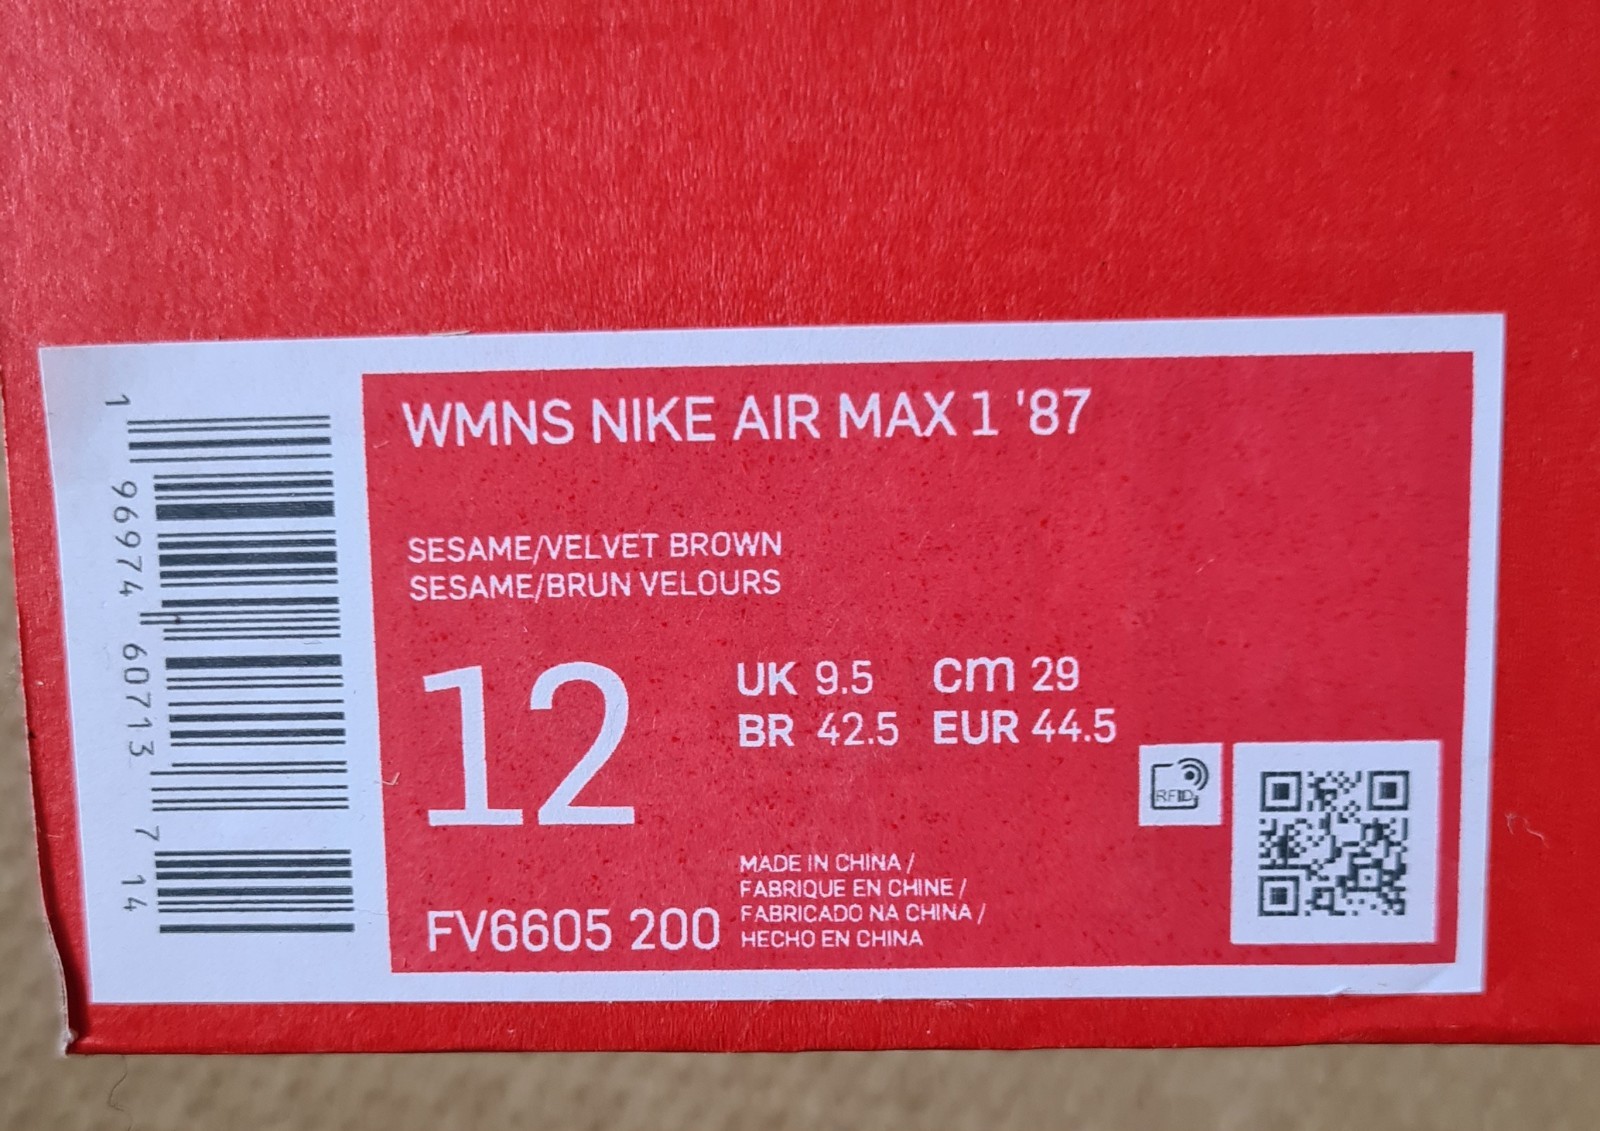 WMNS NIKE AIR MAX 1 '87
SESAME/VELVET BROWN
SESAME/BRUN VELOURS
12
UK 9.5 cm 29
BR 42.5 EUR 44.5
RFID
MADE IN CHINA /
FABRIQUE EN CHINE /
FABRICADO NA CHINA /
HECHO EN CHINA
FV6605 200
1 96974 60713 7 14